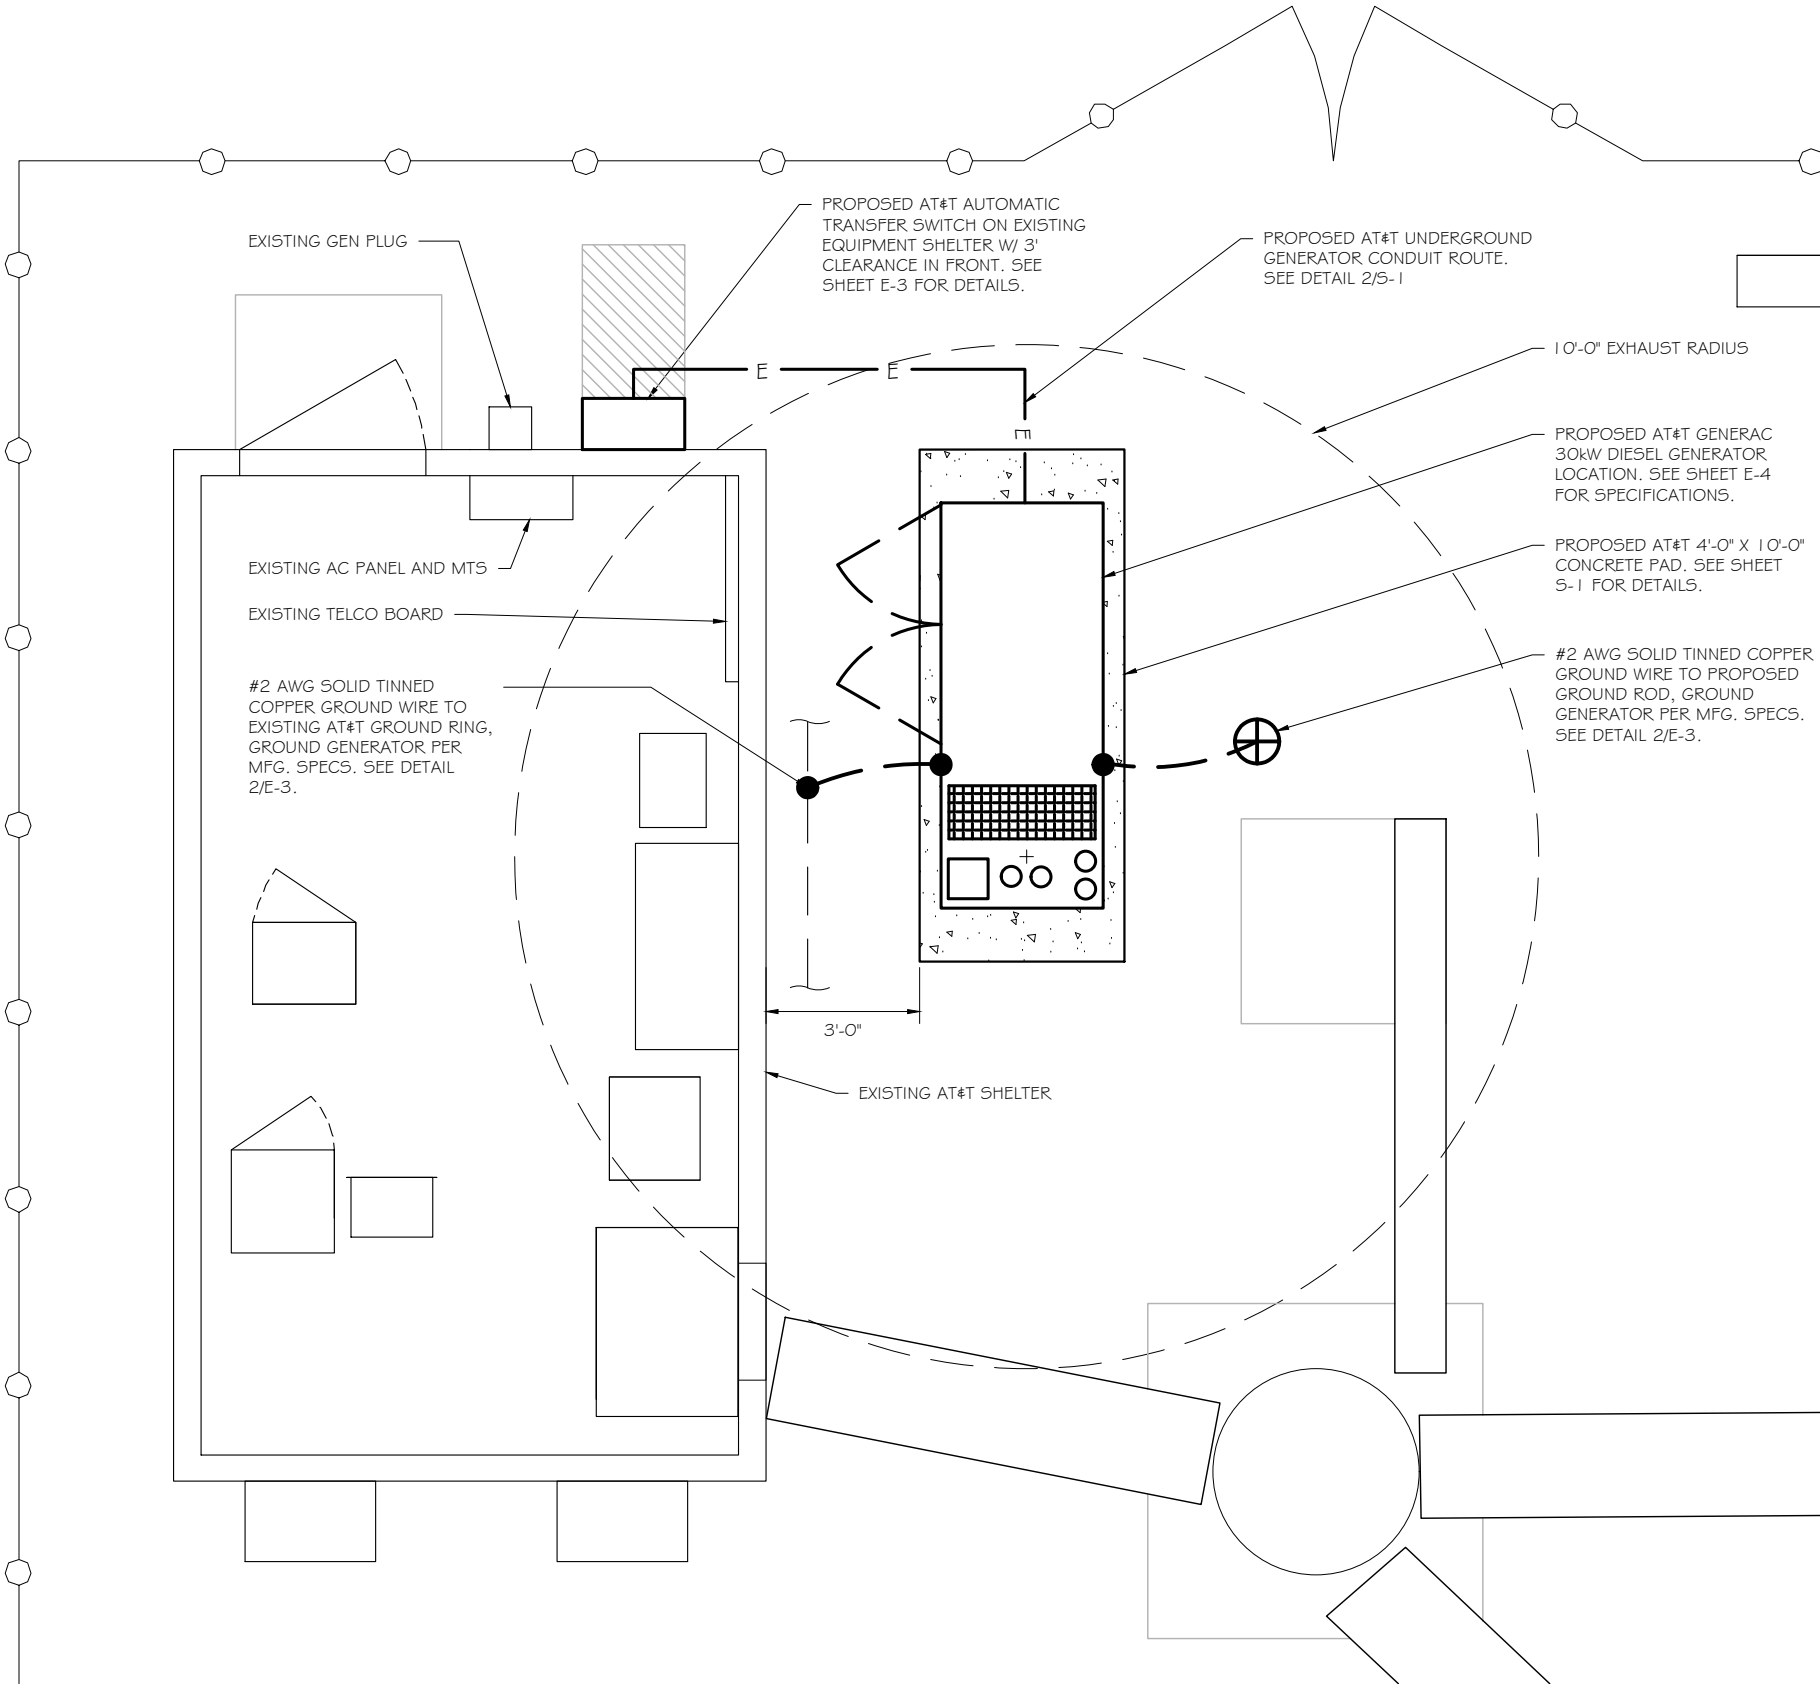 PROPOSED AT&T AUTOMATIC
TRANSFER SWITCH ON EXISTING
EQUIPMENT SHELTER W/ 3'
CLEARANCE IN FRONT. SEE
SHEET E-3 FOR DETAILS.
EXISTING GEN PLUG
PROPOSED AT&T UNDERGROUND
GENERATOR CONDUIT ROUTE.
SEE DETAIL 2/S-1
10'-0" EXHAUST RADIUS
E
E
E
PROPOSED AT&T GENERAC
30kW DIESEL GENERATOR
LOCATION. SEE SHEET E-4
FOR SPECIFICATIONS.
PROPOSED AT&T 4'-0" X 10'-0"
CONCRETE PAD. SEE SHEET
S-1 FOR DETAILS.
EXISTING AC PANEL AND MTS
EXISTING TELCO BOARD
#2 AWG SOLID TINNED COPPER
GROUND WIRE TO PROPOSED
GROUND ROD, GROUND
GENERATOR PER MFG. SPECS.
SEE DETAIL 2/E-3.
#2 AWG SOLID TINNED
COPPER GROUND WIRE TO
EXISTING AT&T GROUND RING,
GROUND GENERATOR PER
MFG. SPECS. SEE DETAIL
2/E-3.
3'-0"
EXISTING AT&T SHELTER